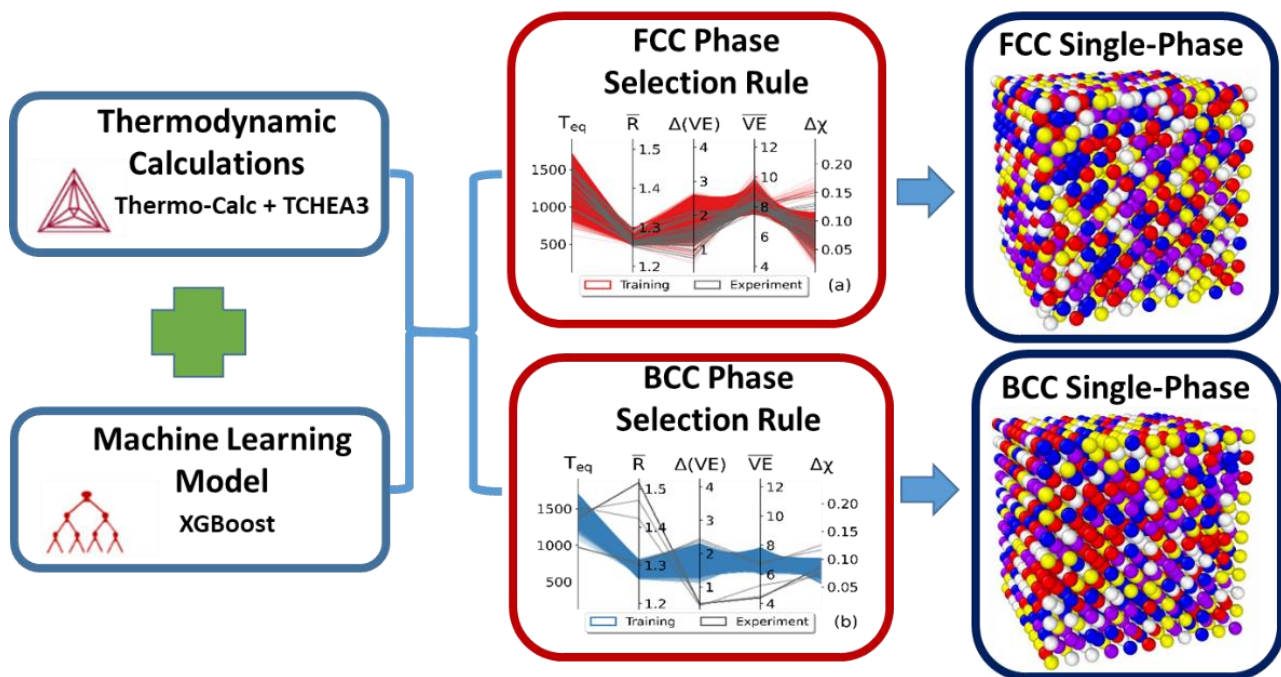 Thermodynamic
Calculations
Thermo-Calc + TCHEA3
Machine Learning
Model
XGBoost
FCC Phase
Selection Rule
T_eq R̅ Δ(VE) V̅E̅ Δχ
1500
1000
500
1.5
1.4
1.3
1.2
4
3
2
1
12
10
8
6
4
0.20
0.15
0.10
0.05
Training Experiment (a)
BCC Phase
Selection Rule
T_eq R̅ Δ(VE) V̅E̅ Δχ
1500
1000
500
1.5
1.4
1.3
1.2
4
3
2
1
12
10
8
6
4
0.20
0.15
0.10
0.05
Training Experiment (b)
FCC Single-Phase
BCC Single-Phase